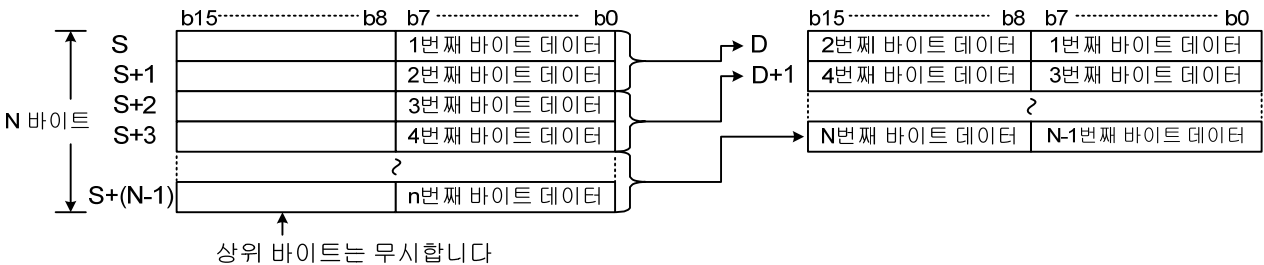 b15 b8 b7 b0 b15 b8 b7 b0
S 1번째 바이트 데이터 D 2번째 바이트 데이터 1번째 바이트 데이터
S+1 2번째 바이트 데이터 D+1 4번째 바이트 데이터 3번째 바이트 데이터
S+2 3번째 바이트 데이터
N 바이트
S+3 4번째 바이트 데이터 N번째 바이트 데이터 N-1번째 바이트 데이터
S+(N-1) n번째 바이트 데이터
상위 바이트는 무시합니다